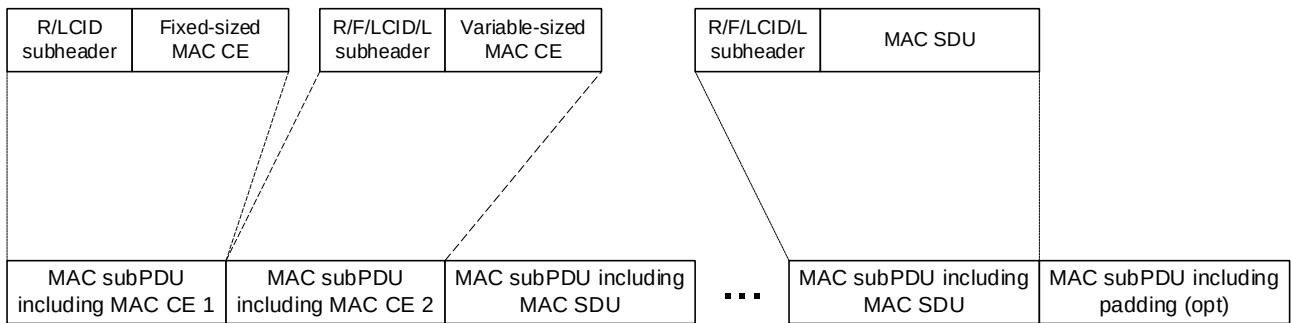 R/LCID
subheader
Fixed-sized
MAC CE
R/F/LCID/L
subheader
Variable-sized
MAC CE
R/F/LCID/L
subheader
MAC SDU
MAC subPDU
including MAC CE 1
MAC subPDU
including MAC CE 2
MAC subPDU including
MAC SDU
...
MAC subPDU including
MAC SDU
MAC subPDU including
padding (opt)